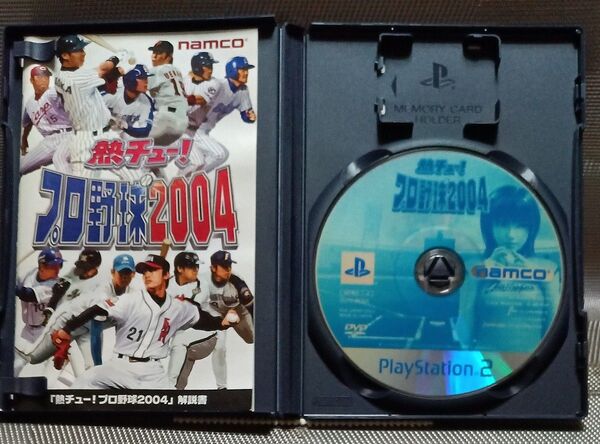 namco
熱チュー!
プロ野球2004
21
『熱チュー! プロ野球2004』解説書
MEMORY CARD
HOLDER
熱チュー!
プロ野球2004
namco
DVD
PlayStation 2